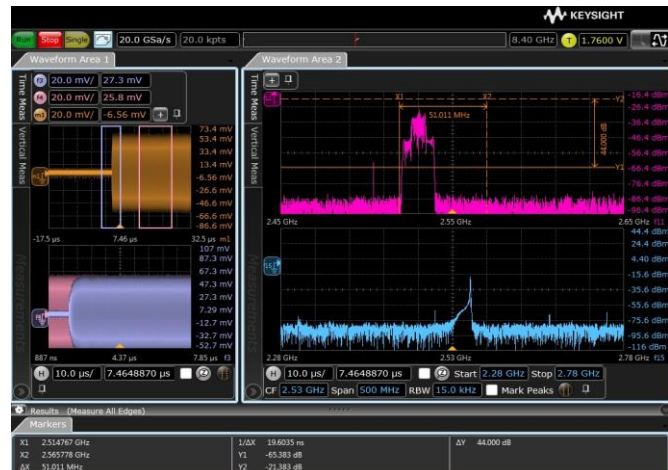 KEYSIGHT
Run Stop Single 20.0 GSa/s 20.0 kpts 8.40 GHz T 1.7600 V
Waveform Area 1
Time Meas
Vertical Meas
Measurements
f3 20.0 mV/ 27.3 mV
f4 20.0 mV/ 25.8 mV
m1 20.0 mV/ -6.56 mV
73.4 mV
53.4 mV
33.4 mV
13.4 mV
-6.56 mV
-26.6 mV
-46.6 mV
-66.6 mV
-86.6 mV
-17.5 µs 7.46 µs 32.5 µs m1
107 mV
87.3 mV
67.3 mV
47.3 mV
27.3 mV
7.29 mV
-12.7 mV
-32.7 mV
-52.7 mV
887 ns 4.37 µs 7.85 µs f3
H 10.0 µs/ 7.4648870 µs
Waveform Area 2
Time Meas
Vertical Meas
Measurements
X1 X2
51.011 MHz
44.000 dB
Y2
Y1
-16.4 dBm
-26.4 dBm
-36.4 dBm
-46.4 dBm
-56.4 dBm
-66.4 dBm
-76.4 dBm
-86.4 dBm
-96.4 dBm
2.45 GHz 2.55 GHz 2.65 GHz f11
44.4 dBm
24.4 dBm
4.40 dBm
-15.6 dBm
-35.6 dBm
-55.6 dBm
-75.6 dBm
-95.6 dBm
-116 dBm
2.28 GHz 2.53 GHz 2.78 GHz f15
H 10.0 µs/ 7.4648870 µs Start 2.28 GHz Stop 2.78 GHz
CF 2.53 GHz Span 500 MHz RBW 15.0 kHz Mark Peaks
Results (Measure All Edges)
Markers
X1 2.514767 GHz 1/ΔX 19.6035 ns ΔY 44.000 dB
X2 2.565778 GHz Y1 -65.383 dB
ΔX 51.011 MHz Y2 -21.383 dB